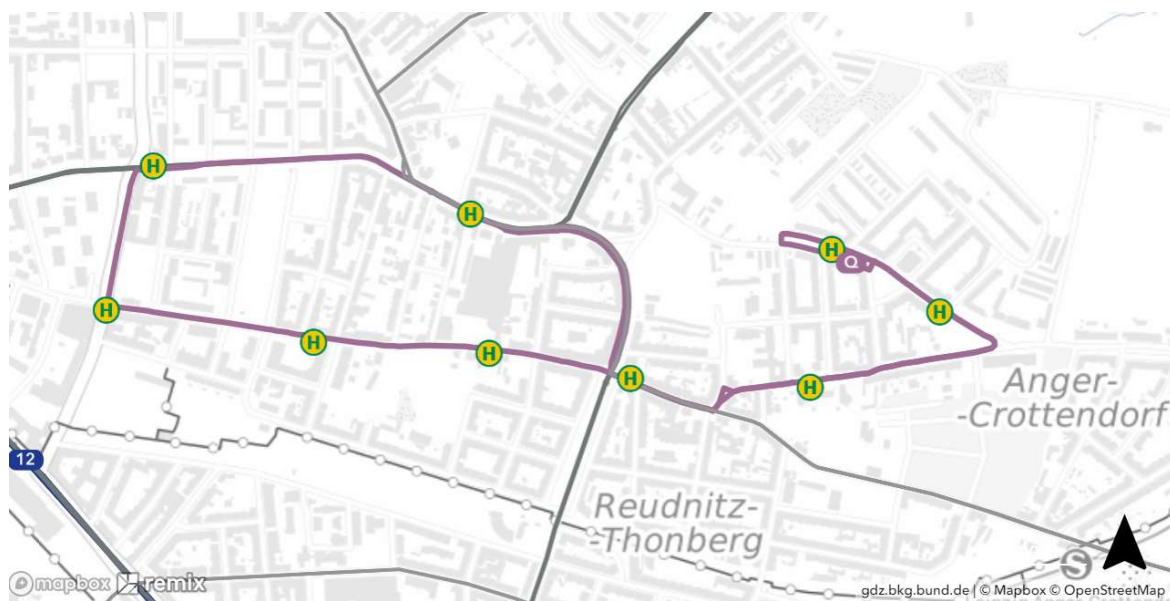 H
H
H
H
H
H
H
H
H
Q
Anger-
-Crottendorf
12
Reudnitz-
-Thonberg
S
mapbox remix
gdz.bkg.bund.de | © Mapbox © OpenStreetMap